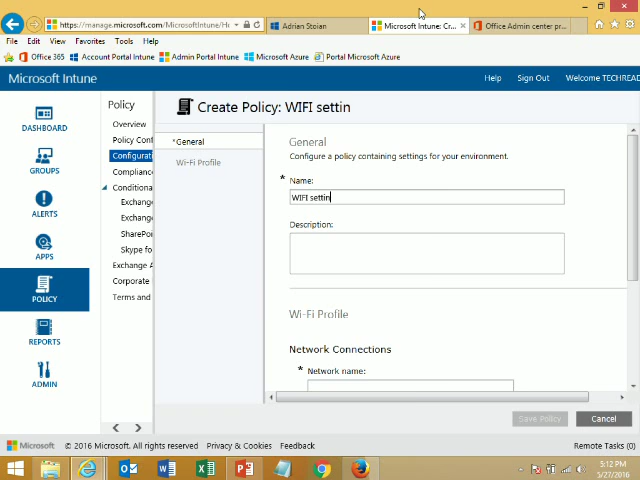 https://manage.microsoft.com/MicrosoftIntune/Hc
Adrian Stoian
Microsoft Intune: Cr...
Office Admin center pr...
File Edit View Favorites Tools Help
Office 365 Account Portal Intune Admin Portal Intune Microsoft Azure Portal Microsoft Azure
Microsoft Intune
Help Sign Out Welcome TECHREAD
DASHBOARD
GROUPS
ALERTS
APPS
POLICY
REPORTS
ADMIN
Policy
Overview
Policy Conf
Configurati
Compliance
Conditiona
Exchange
Exchange
SharePoi
Skype fo
Exchange A
Corporate
Terms and
Create Policy: WIFI settin
*General
Wi-Fi Profile
General
Configure a policy containing settings for your environment.
* Name:
WIFI settin
Description:
Wi-Fi Profile
Network Connections
* Network name:
Save Policy Cancel
Microsoft © 2016 Microsoft. All rights reserved Privacy & Cookies Feedback Remote Tasks (0)
5:12 PM
5/27/2016